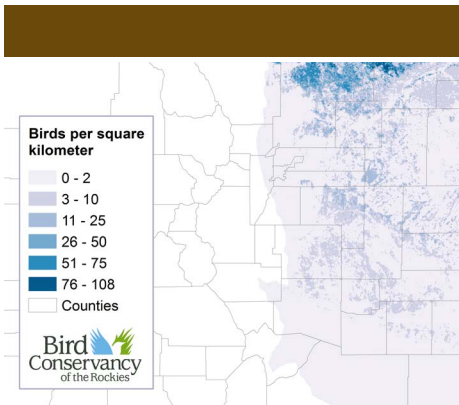 Birds per square
kilometer
0 - 2
3 - 10
11 - 25
26 - 50
51 - 75
76 - 108
Counties
Bird
Conservancy
of the Rockies